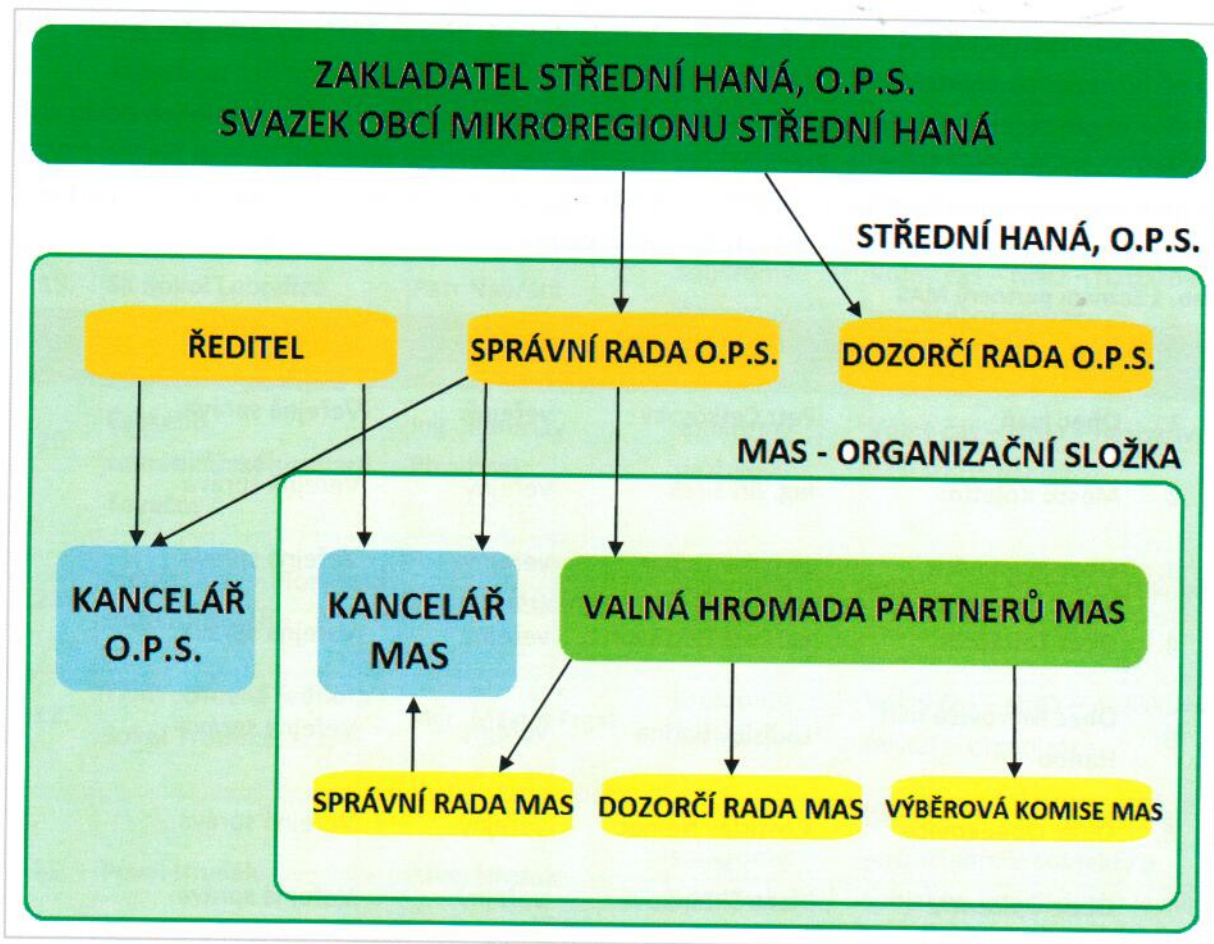 ZAKLADATEL STŘEDNÍ HANÁ, O.P.S.
SVAZEK OBCÍ MIKROREGIONU STŘEDNÍ HANÁ
STŘEDNÍ HANÁ, O.P.S.
ŘEDITEL
SPRÁVNÍ RADA O.P.S.
DOZORČÍ RADA O.P.S.
MAS - ORGANIZAČNÍ SLOŽKA
KANCELÁŘ
O.P.S.
KANCELÁŘ
MAS
VALNÁ HROMADA PARTNERŮ MAS
SPRÁVNÍ RADA MAS
DOZORČÍ RADA MAS
VÝBĚROVÁ KOMISE MAS